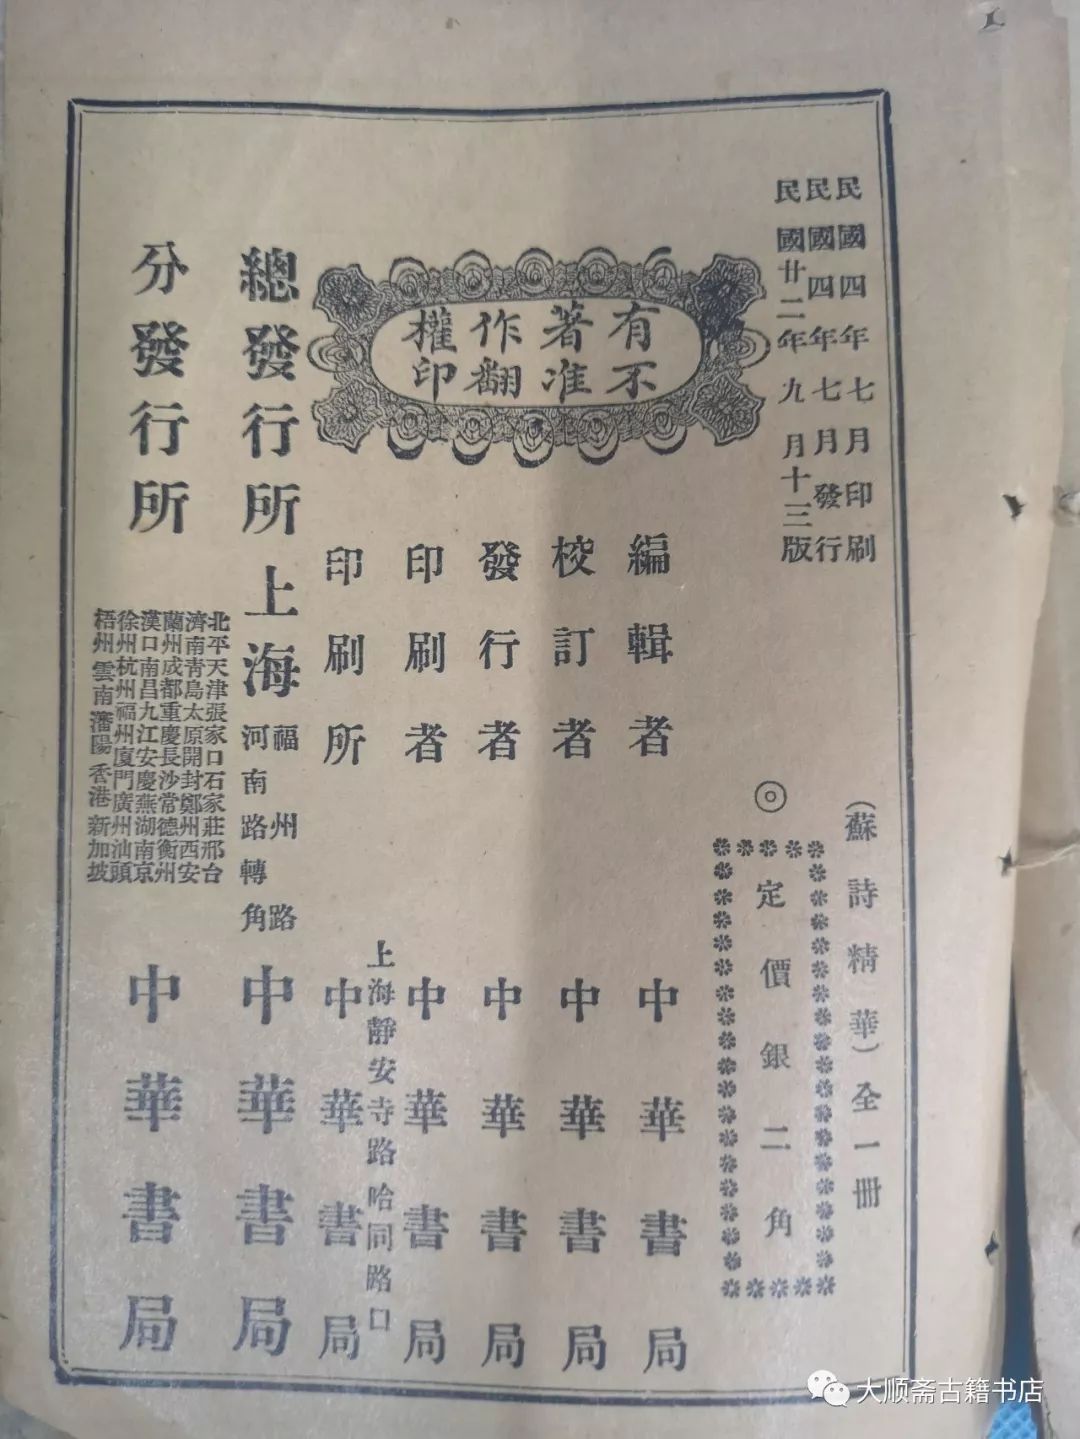 民國四年七月印刷
民國四年七月發行
民國廿二年九月十三版
(蘇詩精華)全一冊
◎定價銀二角
有不著准作翻權印
編輯者 中華書局
校訂者 中華書局
發行者 中華書局
印刷者 中華書局
上海靜安寺路哈同路口
印刷所 中華書局
總發行所 上海 福州路河南路轉角 中華書局
分發行所
北平天津張家口石家莊邢台
濟南青島太原開封鄭州西安
蘭州成都重慶長沙常德衡州
漢口南昌九江安慶蕪湖南京
徐州杭州福州廈門廣州汕頭
梧州雲南瀋陽香港新加坡
中華書局
大顺斋古籍书店